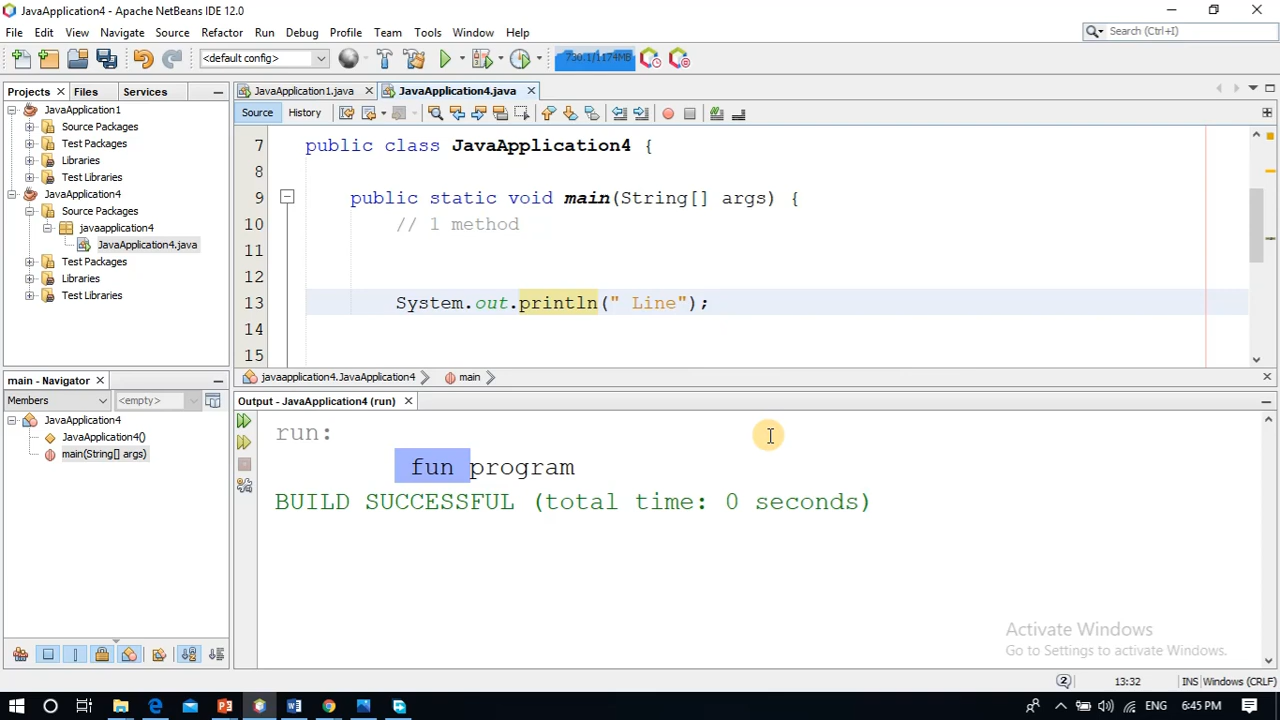 JavaApplication4 - Apache NetBeans IDE 12.0
File Edit View Navigate Source Refactor Run Debug Profile Team Tools Window Help
Search (Ctrl+I)
<default config>
730.1/1174MB
Projects Files Services
JavaApplication1.java JavaApplication4.java
Source History
JavaApplication1
Source Packages
Test Packages
Libraries
Test Libraries
JavaApplication4
Source Packages
javaapplication4
JavaApplication4.java
Test Packages
Libraries
Test Libraries
7 public class JavaApplication4 {
8
9 public static void main(String[] args) {
10 // 1 method
11
12
13 System.out.println(" Line");
14
15
javaapplication4.JavaApplication4 main
main - Navigator
Members <empty>
JavaApplication4
JavaApplication4()
main(String[] args)
Output - JavaApplication4 (run)
run:
fun program
BUILD SUCCESSFUL (total time: 0 seconds)
Activate Windows
Go to Settings to activate Windows.
2 13:32 INS Windows (CRLF)
ENG 6:45 PM